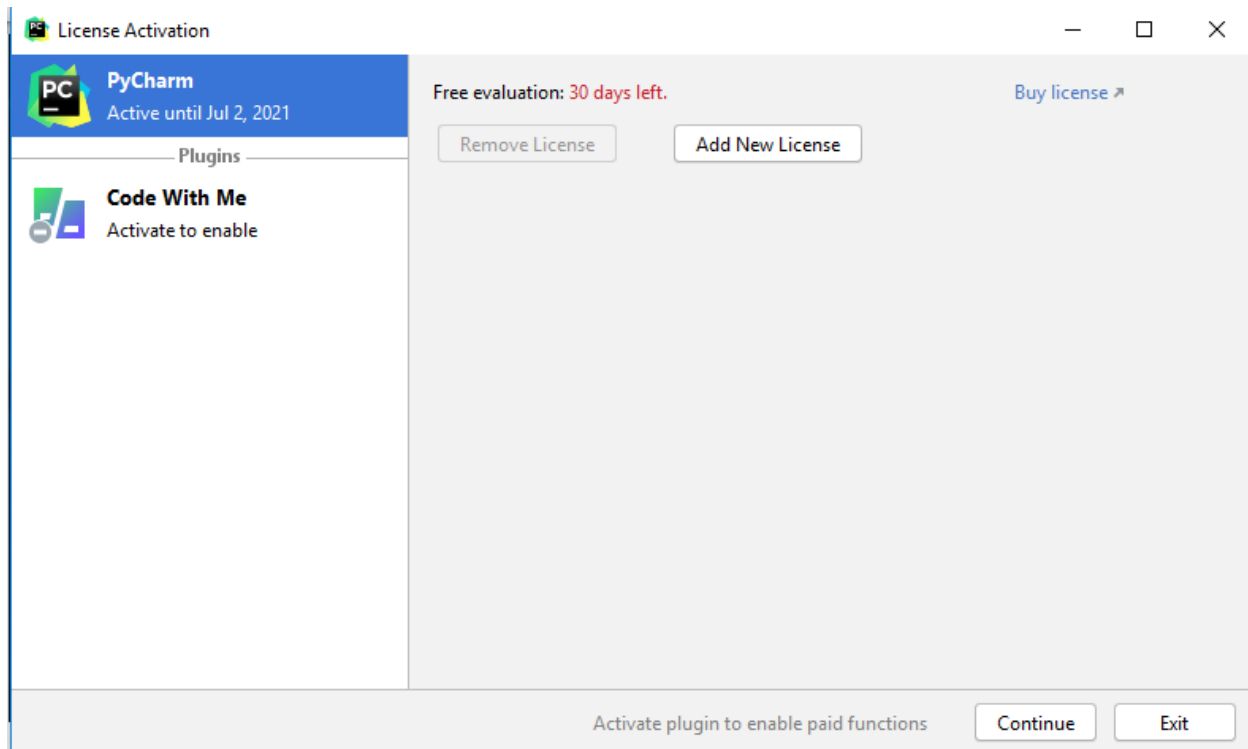 License Activation
PyCharm
Active until Jul 2, 2021
Plugins
Code With Me
Activate to enable
Free evaluation: 30 days left.
Buy license
Remove License
Add New License
Activate plugin to enable paid functions
Continue
Exit
PC
PC